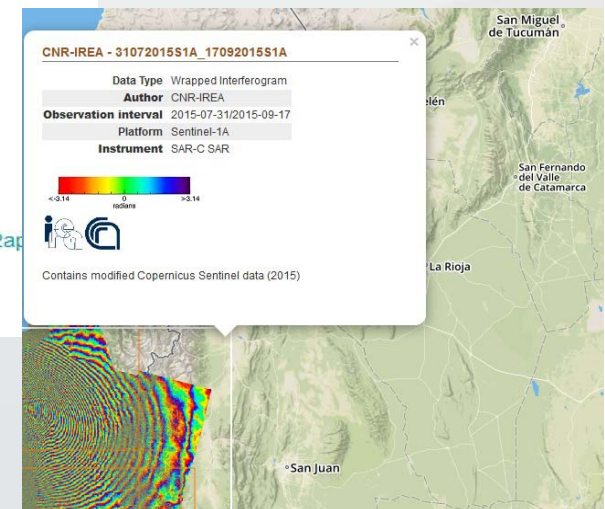 San Miguel
de Tucumán
CNR-IREA - 31072015S1A_17092015S1A
×
Data Type Wrapped Interferogram
Author CNR-IREA
Observation interval 2015-07-31/2015-09-17
Platform Sentinel-1A
Instrument SAR-C SAR
<-3.14 0 >3.14
radians
irea
Contains modified Copernicus Sentinel data (2015)
elén
San Fernando
del Valle
de Catamarca
La Rioja
San Juan